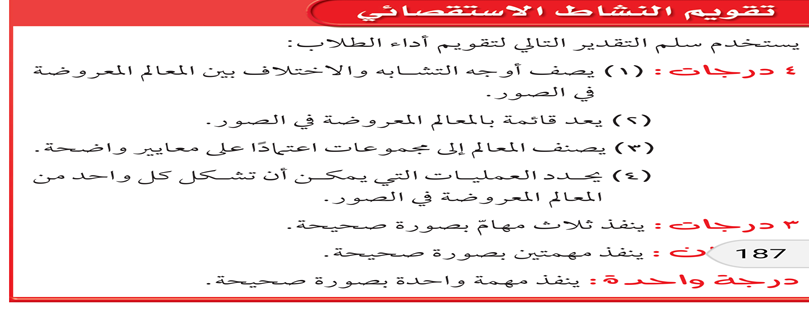 تقويم النشاط الاستقصائي
يستخدم سلم التقدير التالي لتقويم أداء الطلاب:
٤ درجات: (١) يصف أوجه التشابه والاختلاف بين المعالم المعروضة
في الصور.
(٢) يعد قائمة بالمعالم المعروضة في الصور.
(٣) يصنف المعالم إلى مجموعات اعتمادًا على معايير واضحة.
(٤) يحدد العمليات التي يمكن أن تشكل كل واحد من
المعالم المعروضة في الصور.
٣ درجات: ينفذ ثلاث مهامّ بصورة صحيحة.
: ينفذ مهمتين بصورة صحيحة.
187
درجة واحدة: ينفذ مهمة واحدة بصورة صحيحة.